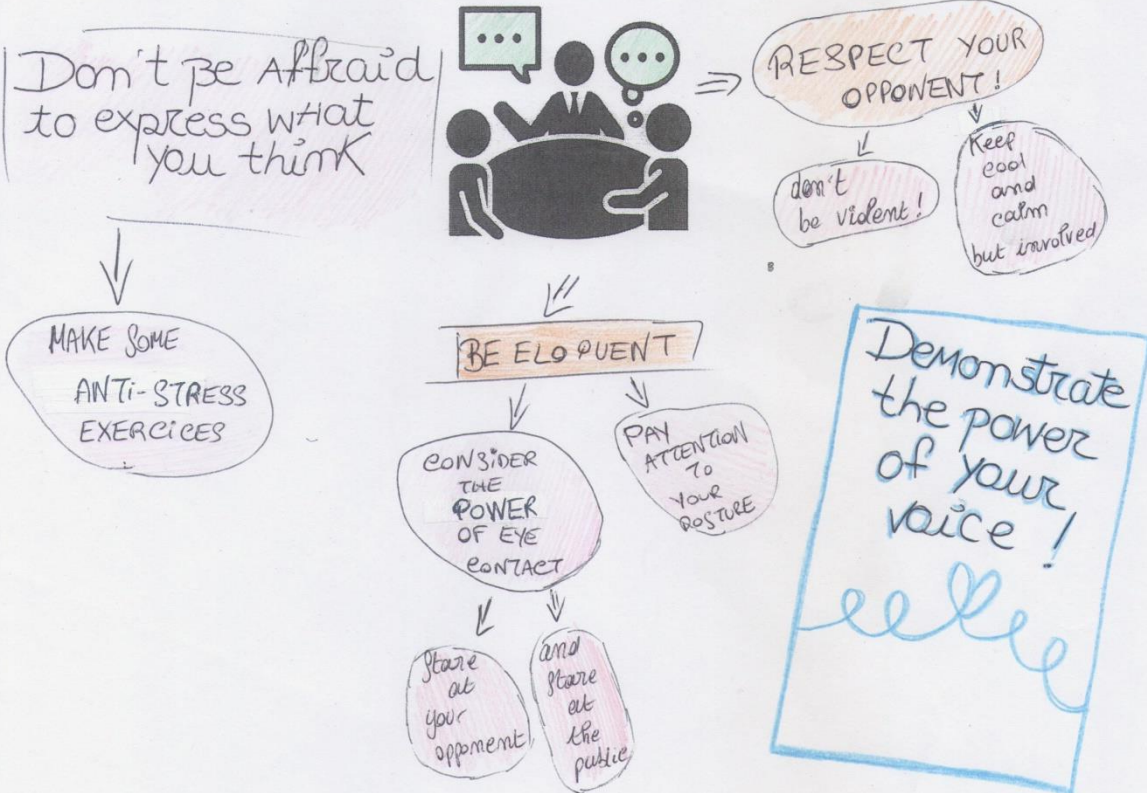 Don't Be Affraid
to express what
you think
MAKE SOME
ANTi-STRESS
EXERCiCES
RESPECT YOUR
OPPONENT!
don't
be violent!
Keep
cool
and
calm
but involved
BE ELOQUENT
CONSiDER
THE
POWER
OF EYE
CONTACT
PAY
ATTENTION
TO
YOUR
POSTURE
Stare
at
your
opponent
and
stare
at
the
public
Demonstrate
the power
of your
voice!